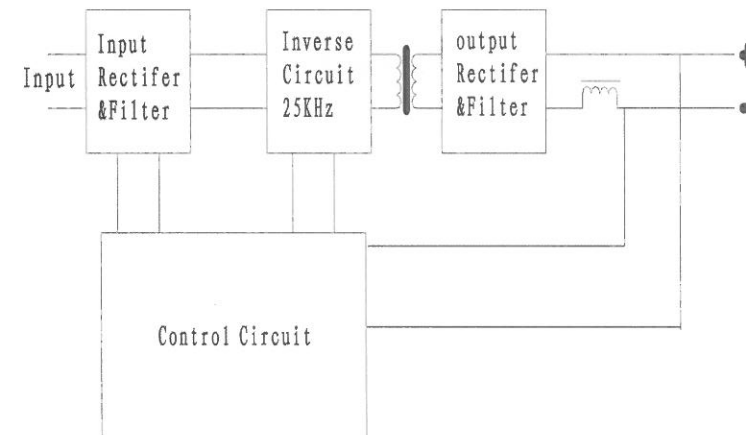 Input
Input
Rectifer
&Filter
Inverse
Circuit
25KHz
output
Rectifer
&Filter
Control Circuit